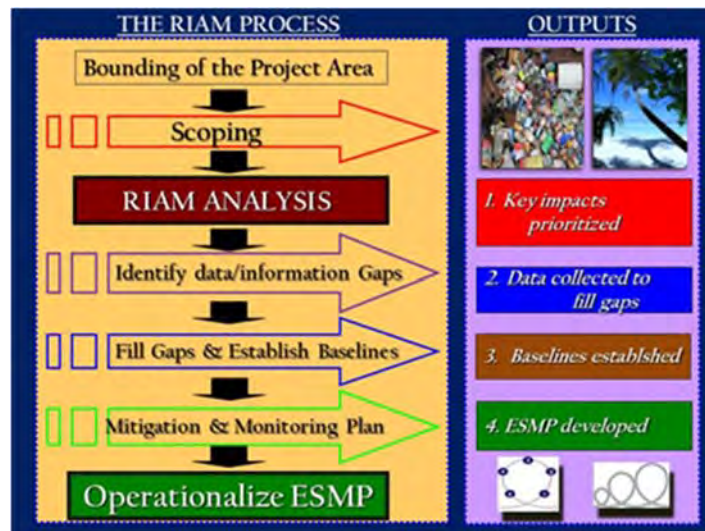 THE RIAM PROCESS
Bounding of the Project Area
Scoping
RIAM ANALYSIS
Identify data/information Gaps
Fill Gaps & Establish Baselines
Mitigation & Monitoring Plan
Operationalize ESMP
OUTPUTS
1. Key impacts
prioritized
2. Data collected to
fill gaps
3. Baselines establshed
4. ESMP developed